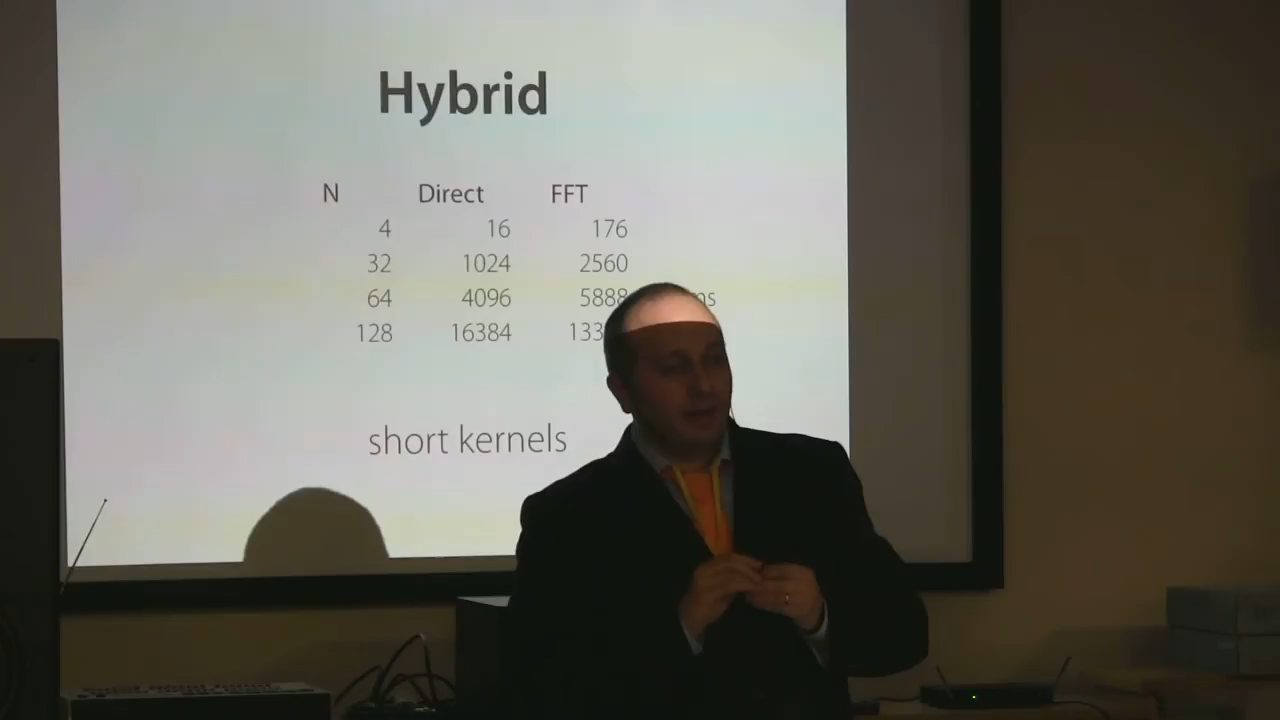 Hybrid
N Direct FFT
4 16 176
32 1024 2560
64 4096 5888
128 16384
short kernels